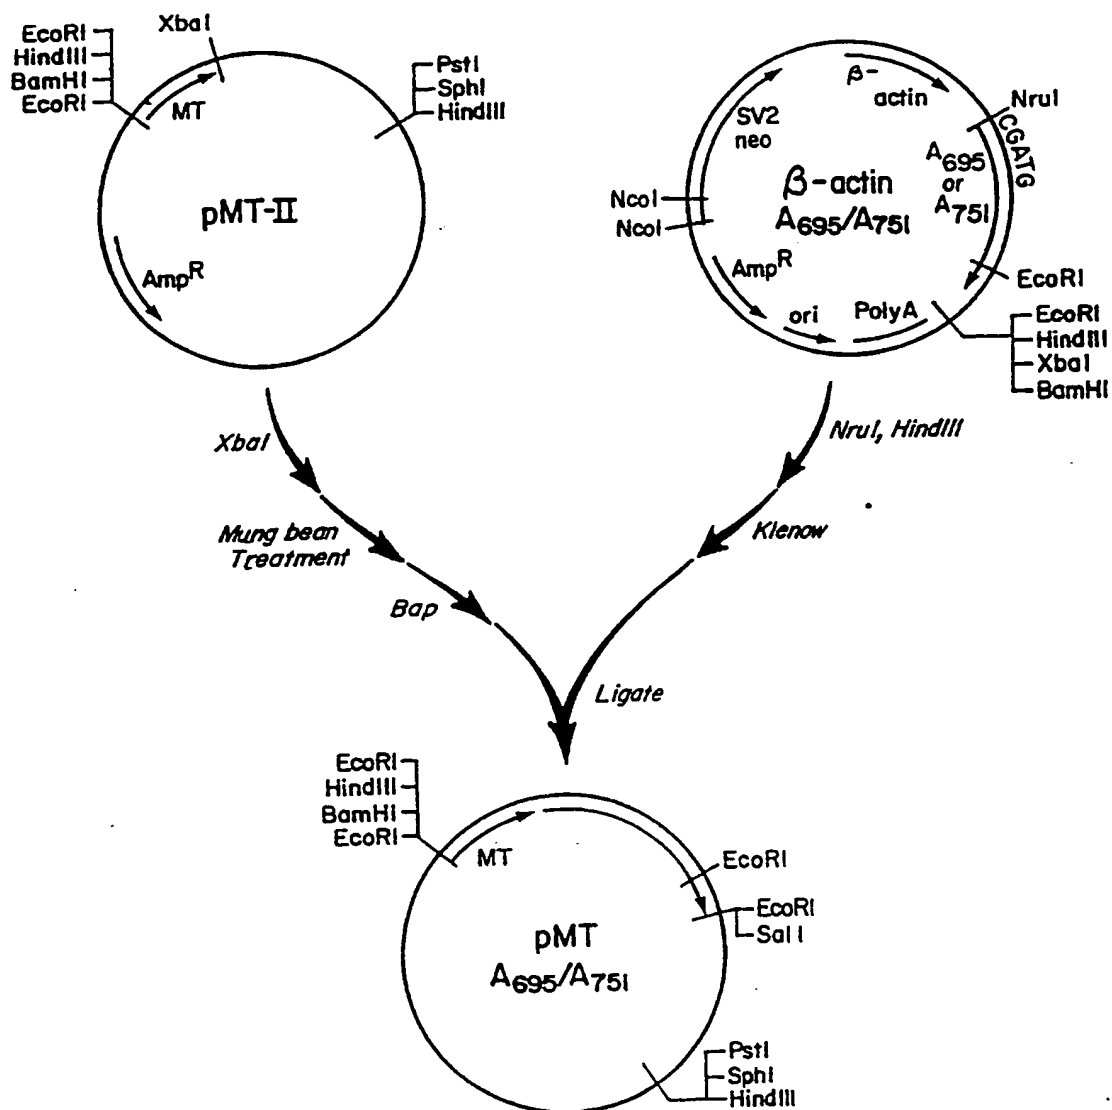 XbaI
EcoRI
HindIII
BamHI
EcoRI
MT
PstI
SphI
HindIII
pMT-II
AmpR
β-
actin
NruI
CGATG
SV2
neo
A695
or
A751
β-actin
A695/A751
NcoI
NcoI
AmpR
ori
PolyA
EcoRI
EcoRI
HindIII
XbaI
BamHI
XbaI
Mung bean
Treatment
Bap
NruI, HindIII
Klenow
Ligate
EcoRI
HindIII
BamHI
EcoRI
MT
EcoRI
EcoRI
SalI
pMT
A695/A751
PstI
SphI
HindIII